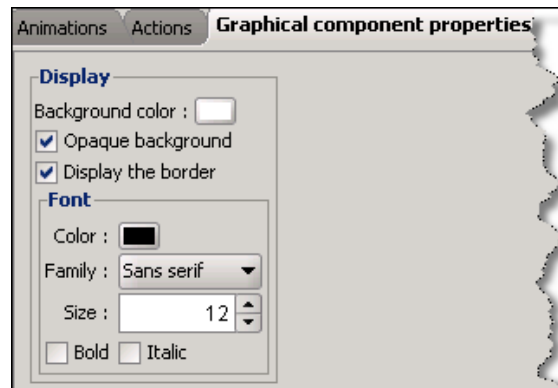 Animations Actions Graphical component properties
Display
Background color :
Opaque background
Display the border
Font
Color :
Family : Sans serif
Size : 12
Bold Italic